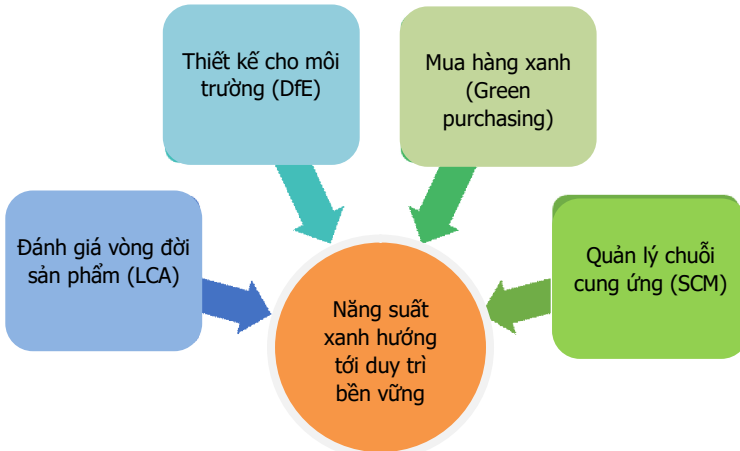 Thiết kế cho môi
trường (DfE)
Mua hàng xanh
(Green
purchasing)
Đánh giá vòng đời
sản phẩm (LCA)
Quản lý chuỗi
cung ứng (SCM)
Năng suất
xanh hướng
tới duy trì
bền vững